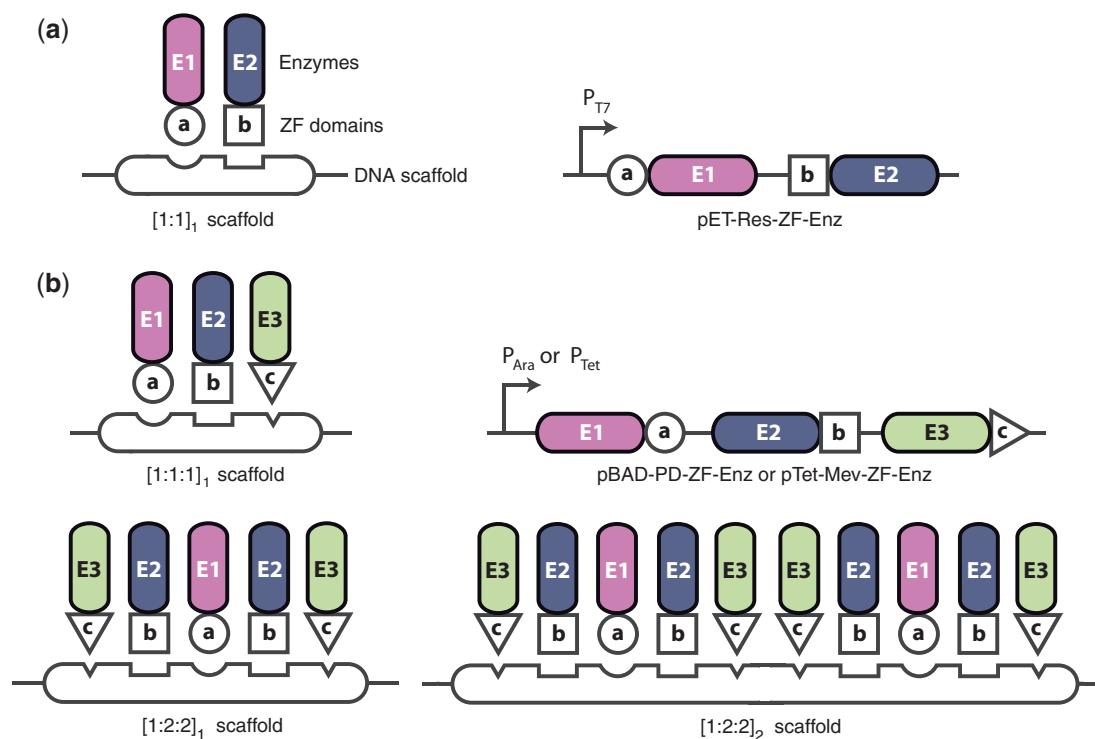 (a)
E1 E2 Enzymes
a b ZF domains
DNA scaffold
[1:1]1 scaffold
PT7
a E1 b E2
pET-Res-ZF-Enz
(b)
E1 E2 E3
a b c
[1:1:1]1 scaffold
PAra or PTet
E1 a E2 b E3 c
pBAD-PD-ZF-Enz or pTet-Mev-ZF-Enz
E3 E2 E1 E2 E3
c b a b c
[1:2:2]1 scaffold
E3 E2 E1 E2 E3 E3 E2 E1 E2 E3
c b a b c c b a b c
[1:2:2]2 scaffold